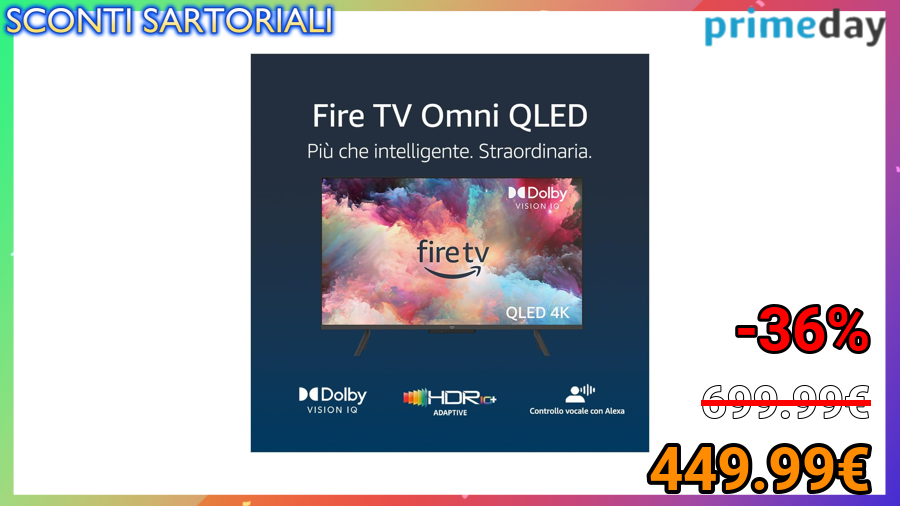 SCONTI SARTORIALI
primeday
Fire TV Omni QLED
Più che intelligente. Straordinaria.
Dolby
VISION IQ
fire tv
QLED 4K
Dolby
VISION IQ
HDR10+
ADAPTIVE
Controllo vocale con Alexa
-36%
699.99€
449.99€